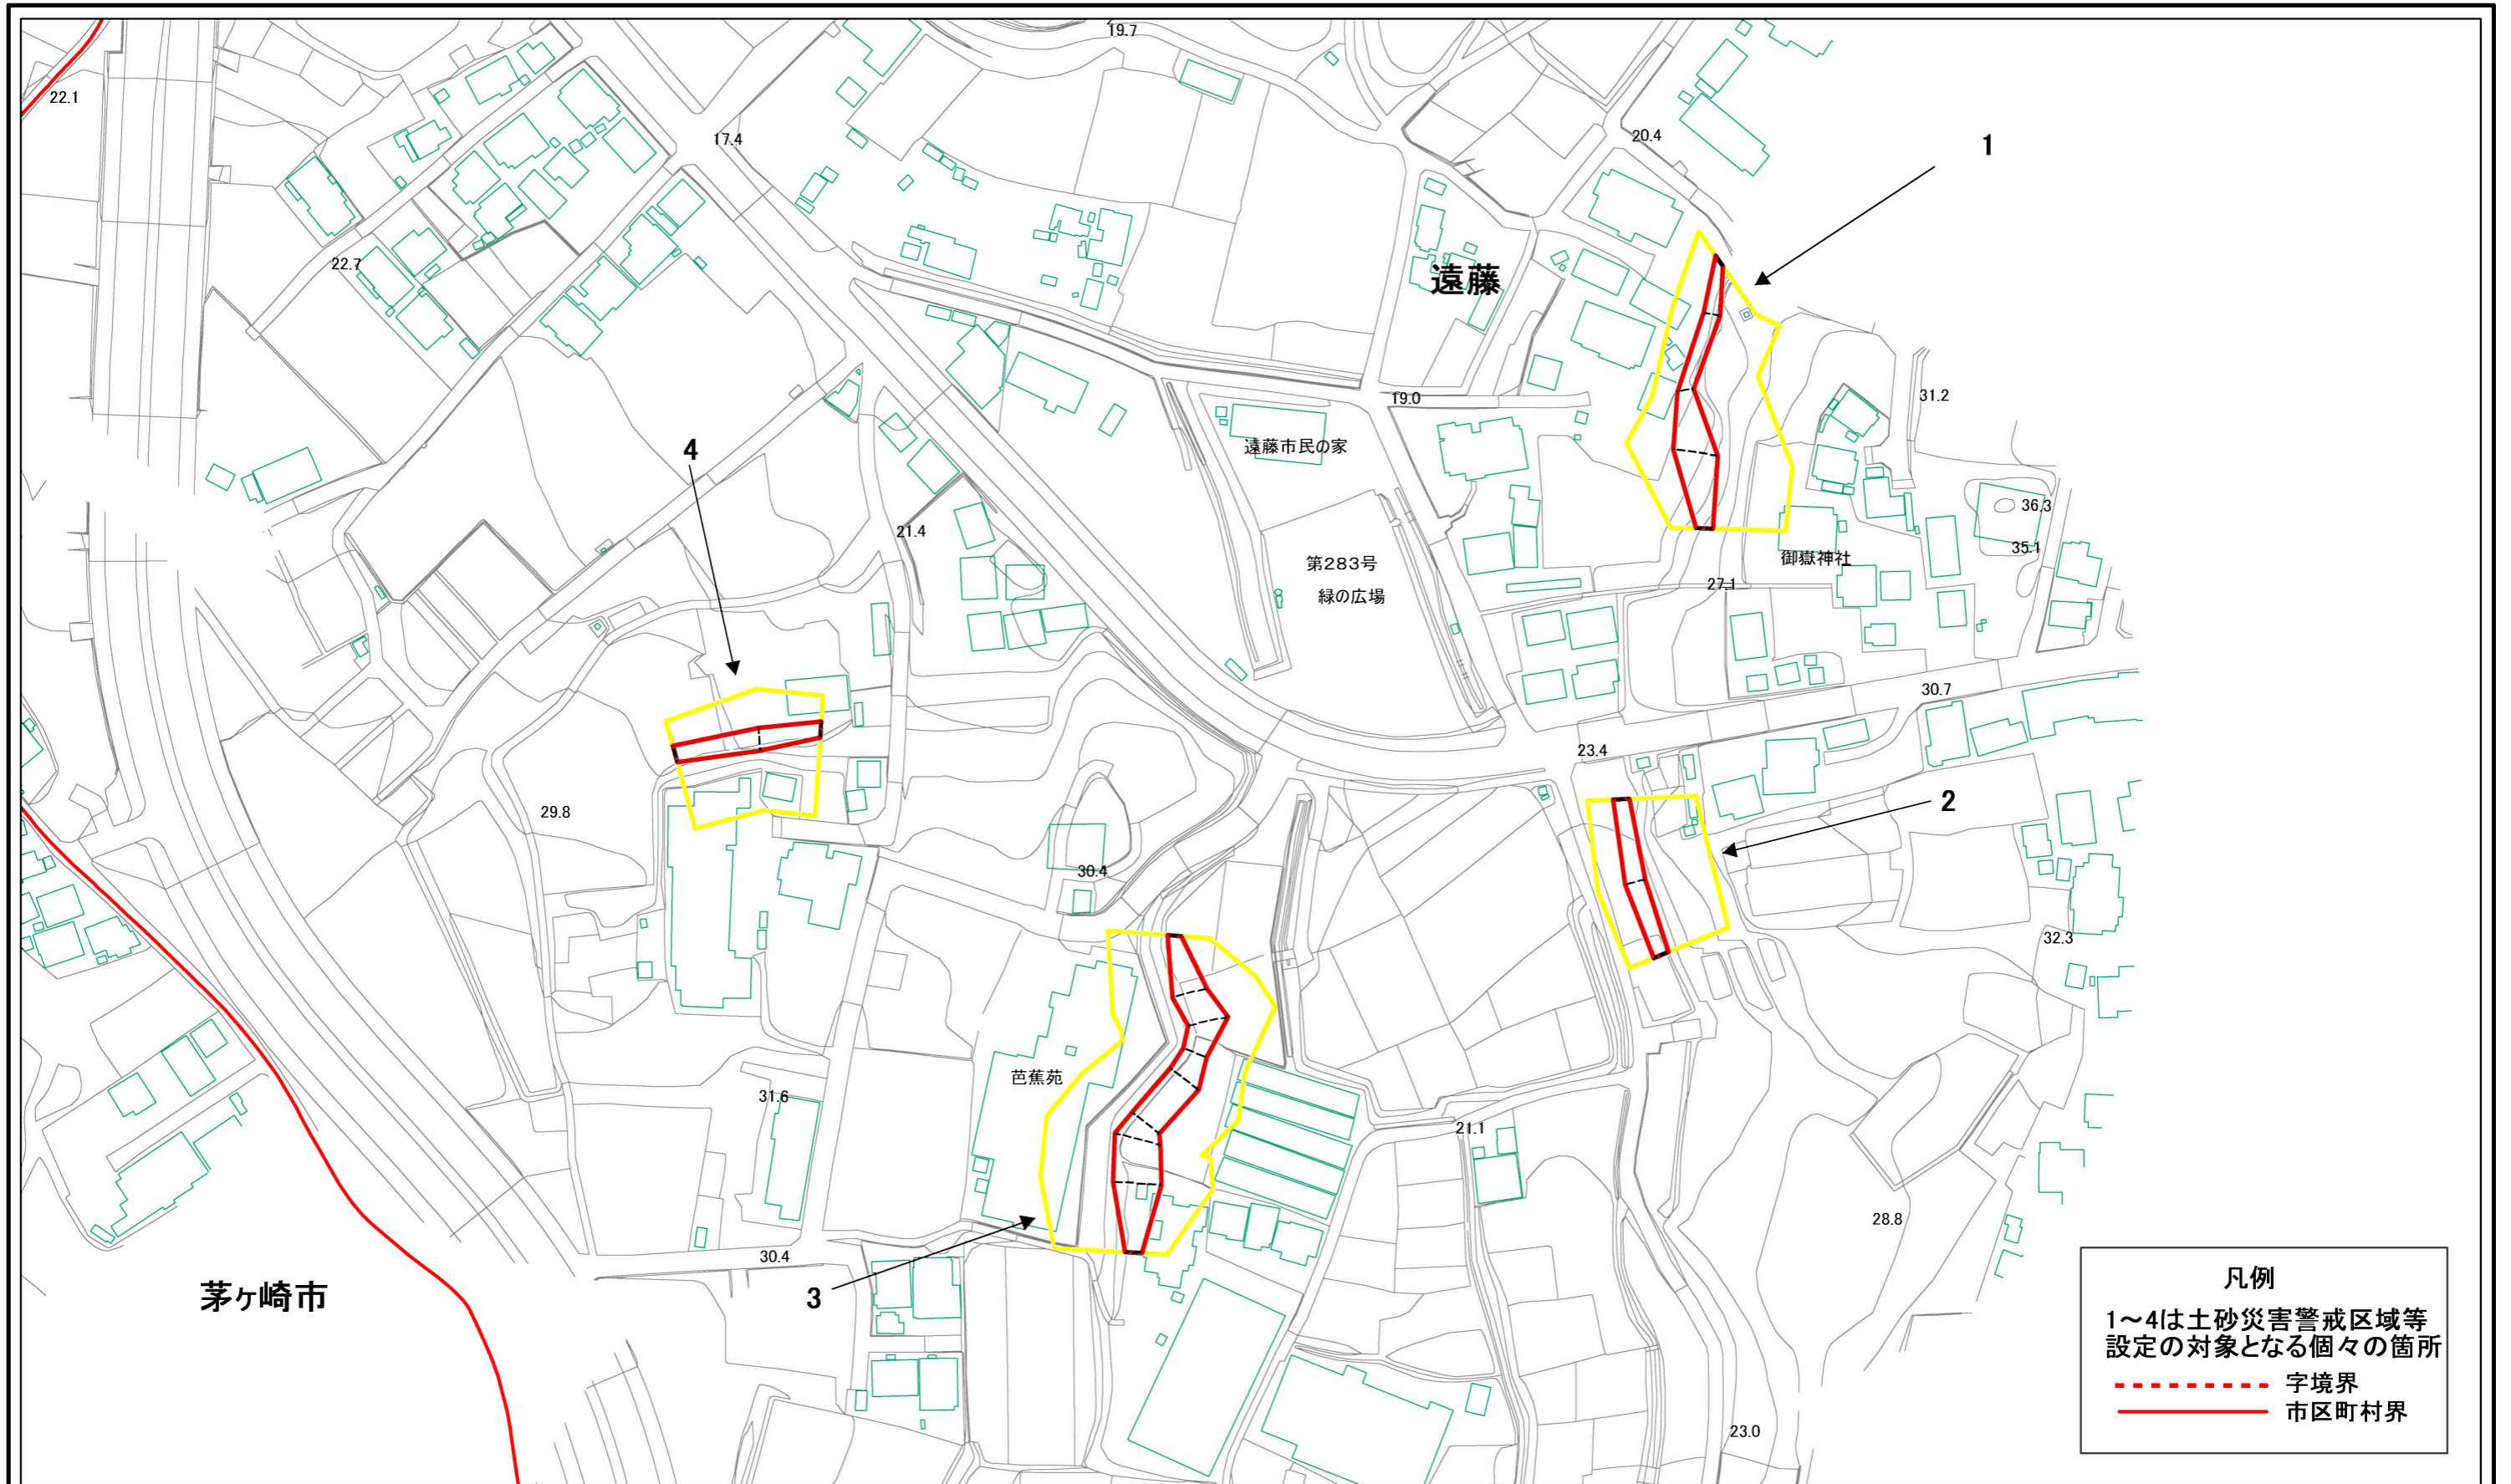 19.7
22.1
17.4
20.4
1
22.7
遠藤
19.0
31.2
遠藤市民の家
4
21.4
36.3
第283号
緑の広場
35.1
御嶽神社
27.1
30.7
23.4
2
29.8
30.4
32.3
芭蕉苑
31.6
21.1
28.8
30.4
3
茅ヶ崎市
23.0
凡例
1~4は土砂災害警戒区域等
設定の対象となる個々の箇所
字境界
市区町村界